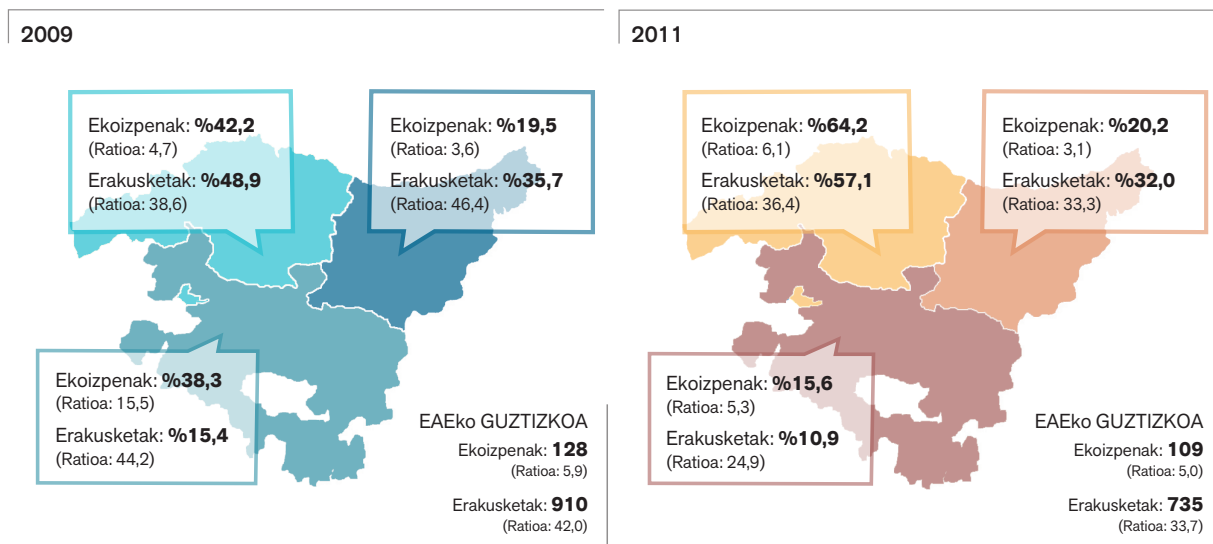 2009
Ekoizpenak: %42,2
(Ratioa: 4,7)
Erakusketak: %48,9
(Ratioa: 38,6)
Ekoizpenak: %19,5
(Ratioa: 3,6)
Erakusketak: %35,7
(Ratioa: 46,4)
Ekoizpenak: %38,3
(Ratioa: 15,5)
Erakusketak: %15,4
(Ratioa: 44,2)
EAEko GUZTIZKOA
Ekoizpenak: 128
(Ratioa: 5,9)
Erakusketak: 910
(Ratioa: 42,0)
2011
Ekoizpenak: %64,2
(Ratioa: 6,1)
Erakusketak: %57,1
(Ratioa: 36,4)
Ekoizpenak: %20,2
(Ratioa: 3,1)
Erakusketak: %32,0
(Ratioa: 33,3)
Ekoizpenak: %15,6
(Ratioa: 5,3)
Erakusketak: %10,9
(Ratioa: 24,9)
EAEko GUZTIZKOA
Ekoizpenak: 109
(Ratioa: 5,0)
Erakusketak: 735
(Ratioa: 33,7)